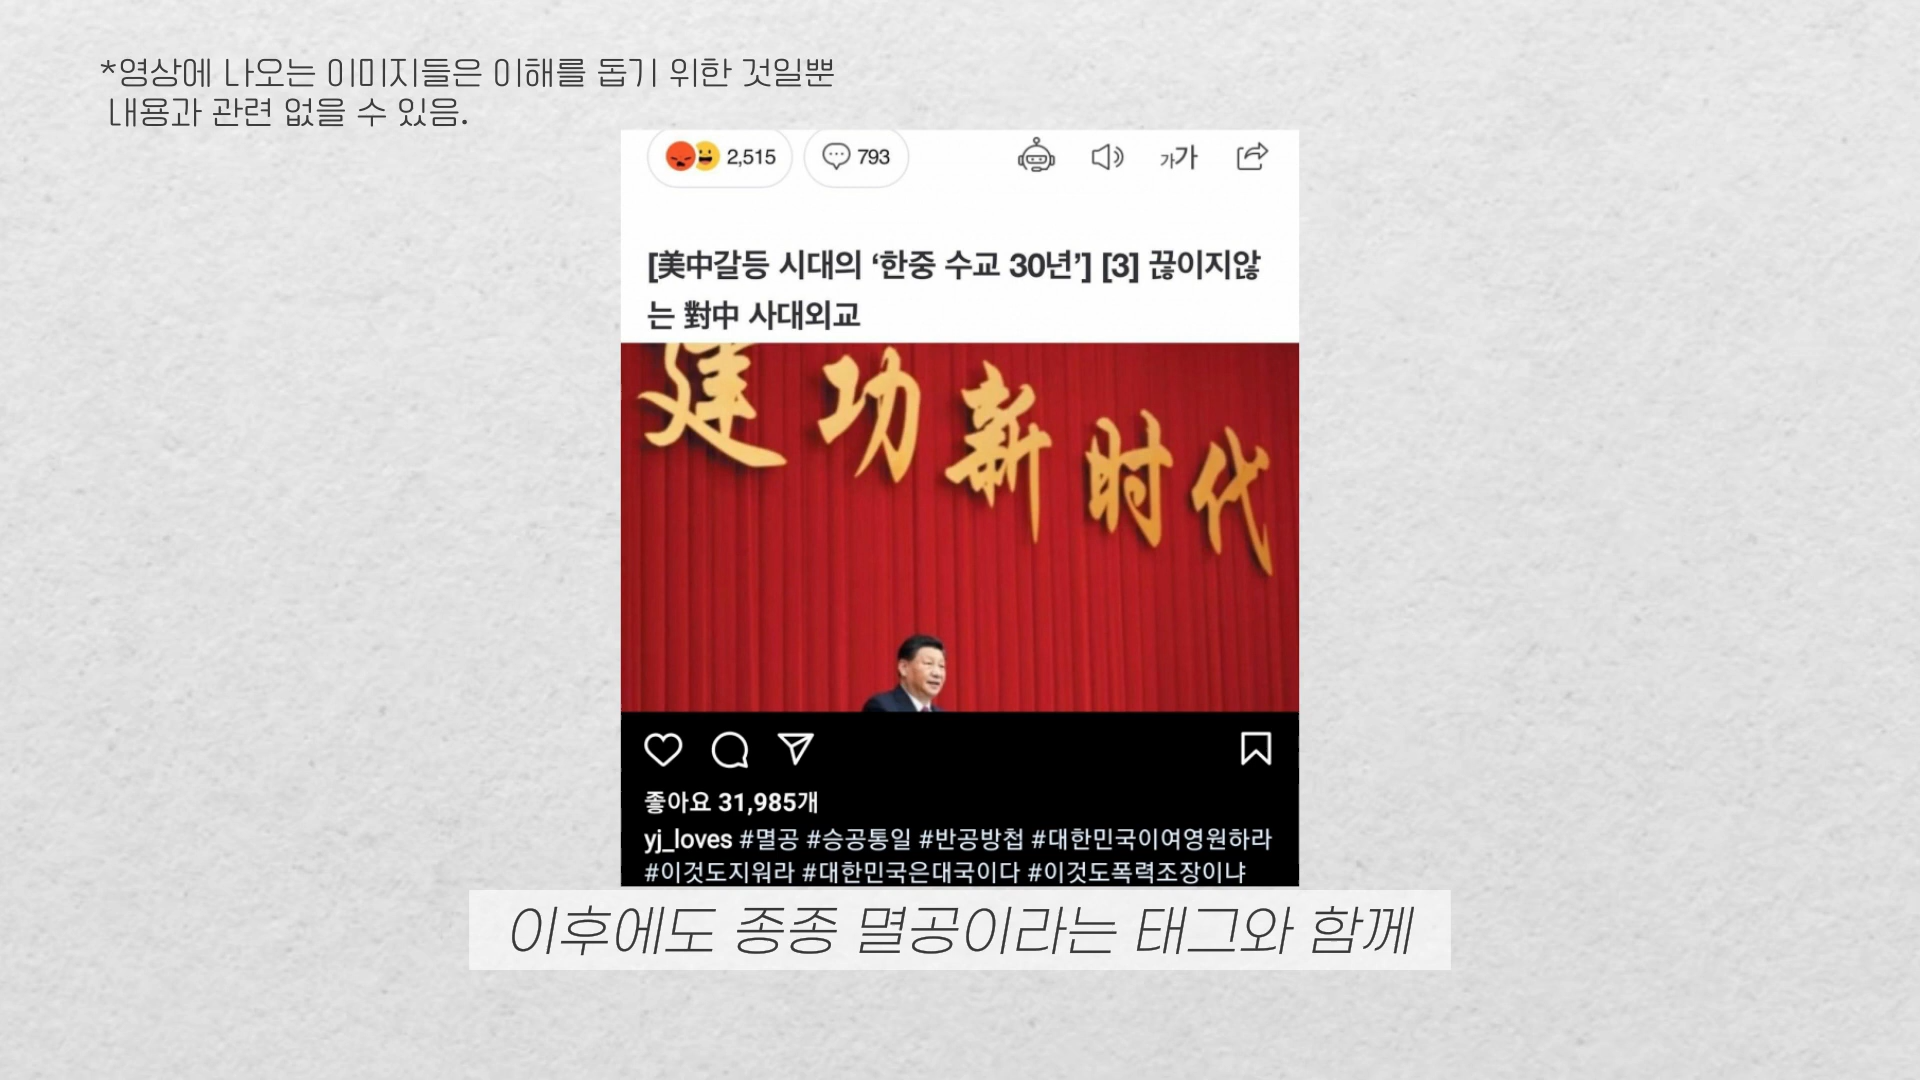 *영상에 나오는 이미지들은 이해를 돕기 위한 것일뿐
내용과 관련 없을 수 있음.
2,515
793
가가
[美中갈등 시대의 ‘한중 수교 30년’] [3] 끊이지않
는 對中 사대외교
建功新时代
좋아요 31,985개
yj_loves #멸공 #승공통일 #반공방첩 #대한민국이여영원하라
#이것도지워라 #대한민국은대국이다 #이것도폭력조장이냐
이후에도 종종 멸공이라는 태그와 함께